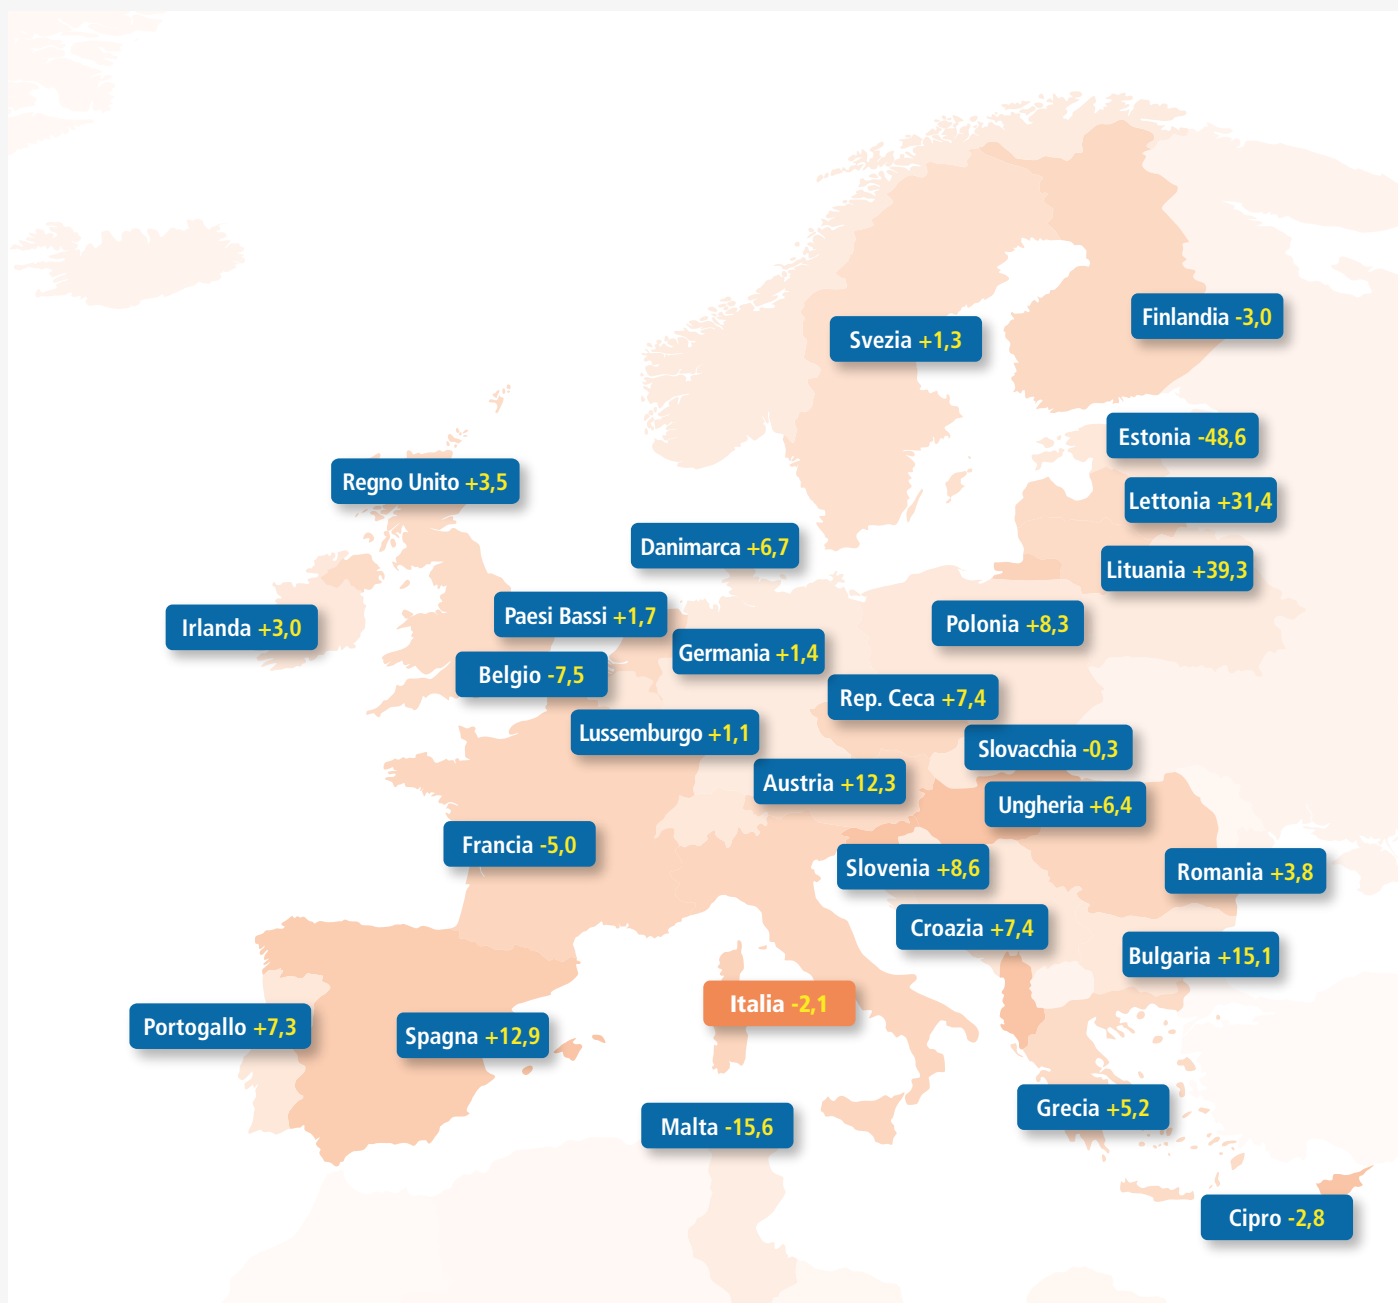 Finlandia -3,0
Svezia +1,3
Estonia -48,6
Regno Unito +3,5
Lettonia +31,4
Danimarca +6,7
Lituania +39,3
Paesi Bassi +1,7
Polonia +8,3
Irlanda +3,0
Germania +1,4
Belgio -7,5
Rep. Ceca +7,4
Lussemburgo +1,1
Slovacchia -0,3
Austria +12,3
Ungheria +6,4
Francia -5,0
Slovenia +8,6
Romania +3,8
Croazia +7,4
Bulgaria +15,1
Italia -2,1
Portogallo +7,3
Spagna +12,9
Grecia +5,2
Malta -15,6
Cipro -2,8